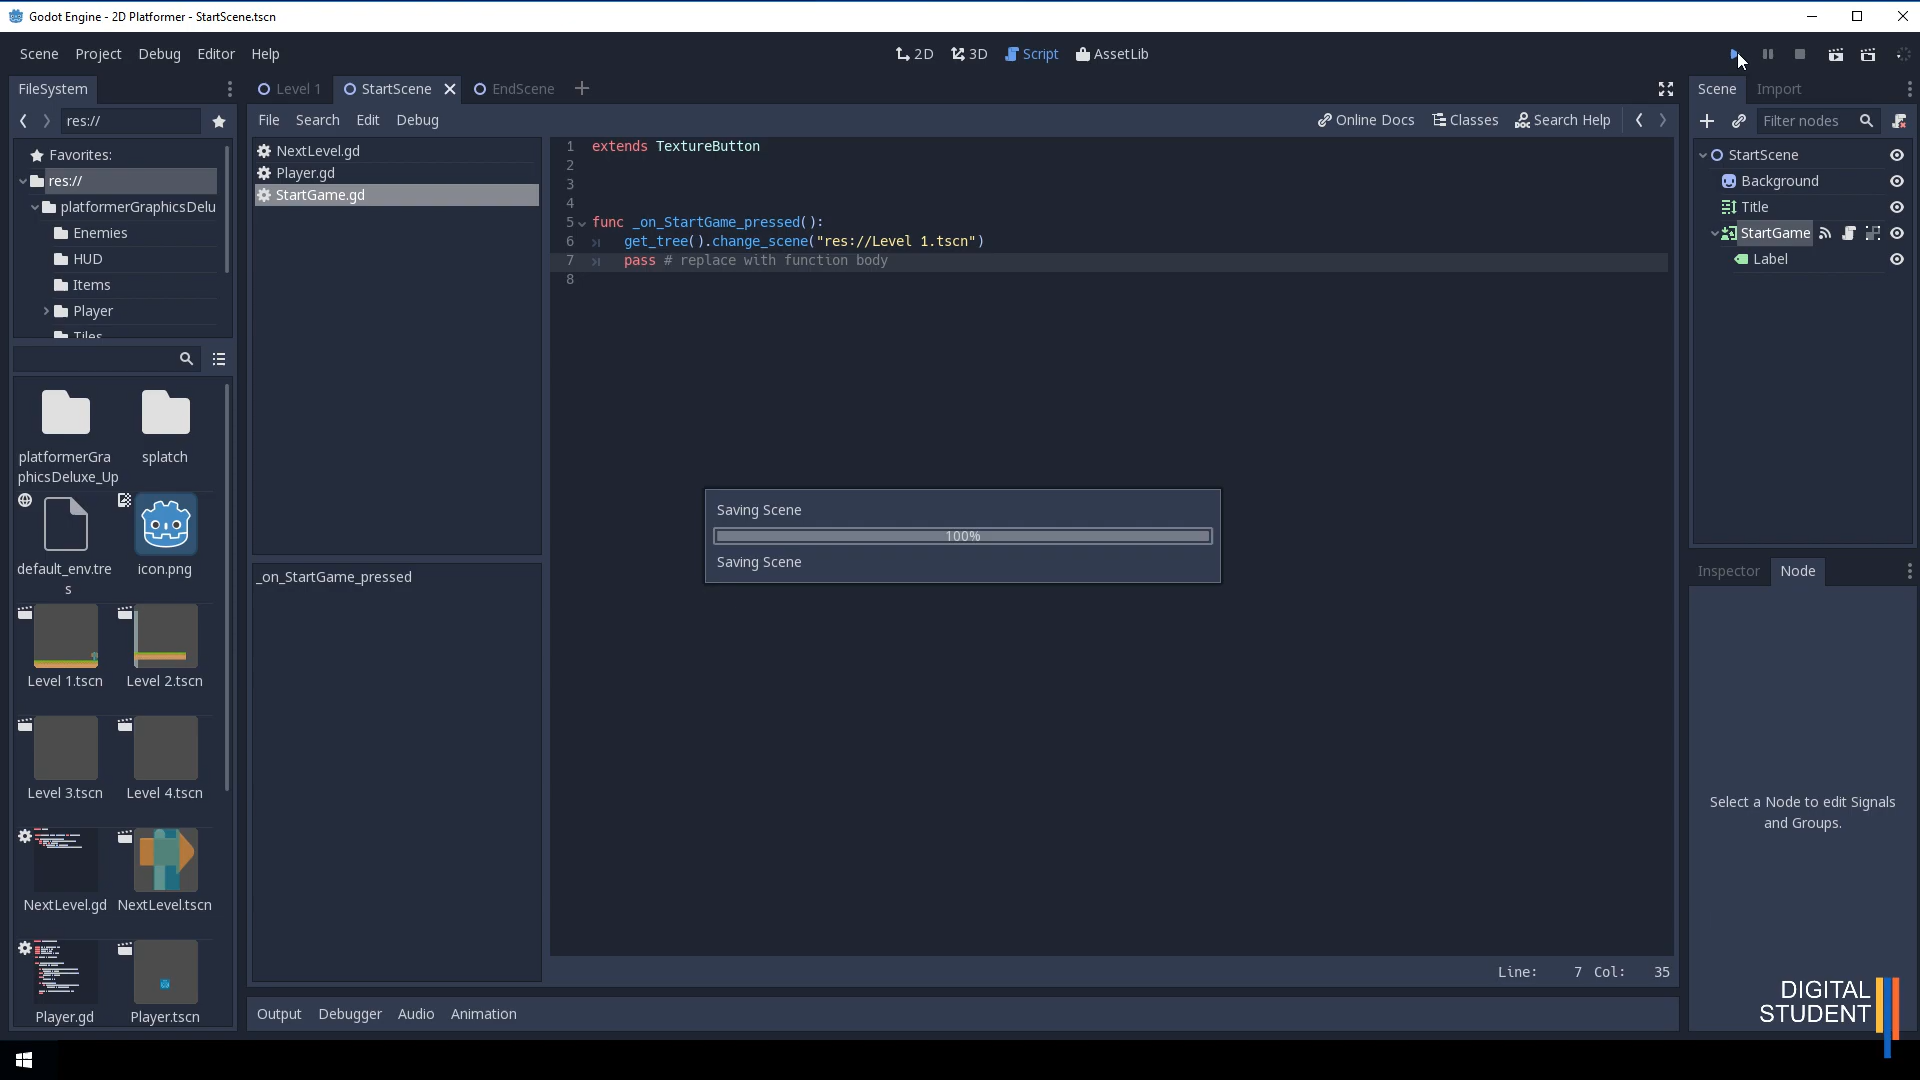 Godot Engine - 2D Platformer - StartScene.tscn
Scene Project Debug Editor Help
2D 3D Script AssetLib
FileSystem
res://
Favorites:
res://
platformerGraphicsDelu
Enemies
HUD
Items
Player
Tiles
platformerGra
phicsDeluxe_Up
splatch
default_env.tre
s
icon.png
Level 1.tscn
Level 2.tscn
Level 3.tscn
Level 4.tscn
NextLevel.gd
NextLevel.tscn
Player.gd
Player.tscn
Level 1 StartScene EndScene
File Search Edit Debug
Online Docs Classes Search Help
NextLevel.gd
Player.gd
StartGame.gd
_on_StartGame_pressed
1 extends TextureButton
2
3
4
5 func _on_StartGame_pressed():
6 get_tree().change_scene("res://Level 1.tscn")
7 pass # replace with function body
8
Saving Scene
100%
Saving Scene
Line: 7 Col: 35
Output Debugger Audio Animation
Scene Import
Filter nodes
StartScene
Background
Title
StartGame
Label
Inspector Node
Select a Node to edit Signals
and Groups.
DIGITAL
STUDENT